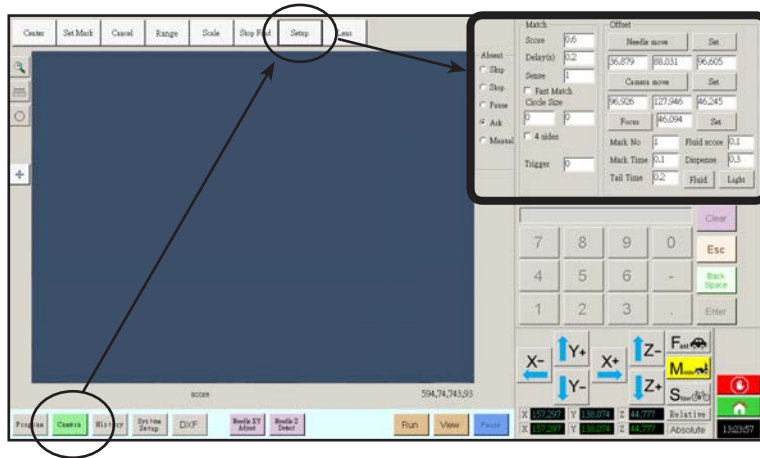 Center Set Mark Cancel Range Scale Stop Find Setup Lens
Absent
Skip
Stop
Pause
Ask
Manual
Match
Score 0.6
Delay(s) 0.2
Sense 1
Fast Match
Circle Size
0 0
4 sides
Trigger 0
Offset
Needle move Set
36.879 88.031 96.605
Camera move Set
96.926 127.946 46.245
Focus 46.094 Set
Mark No 1 Fluid score 0.1
Mark Time 0.1 Dispense 0.3
Tail Time 0.2 Fluid Light
Clear
7 8 9 0 Esc
4 5 6 - Back Space
1 2 3 . Enter
X- Y+ X+ Z- Fast
Y- Z+ Slow
score 594,74,743,93
X 157.297 Y 138.074 Z 44.777 Relative
X 157.297 Y 138.074 Z 44.777 Absolute
Program Camera History System Setup DXF Needle XY Adjust Needle Z Detect Run View Pause
13:23:57